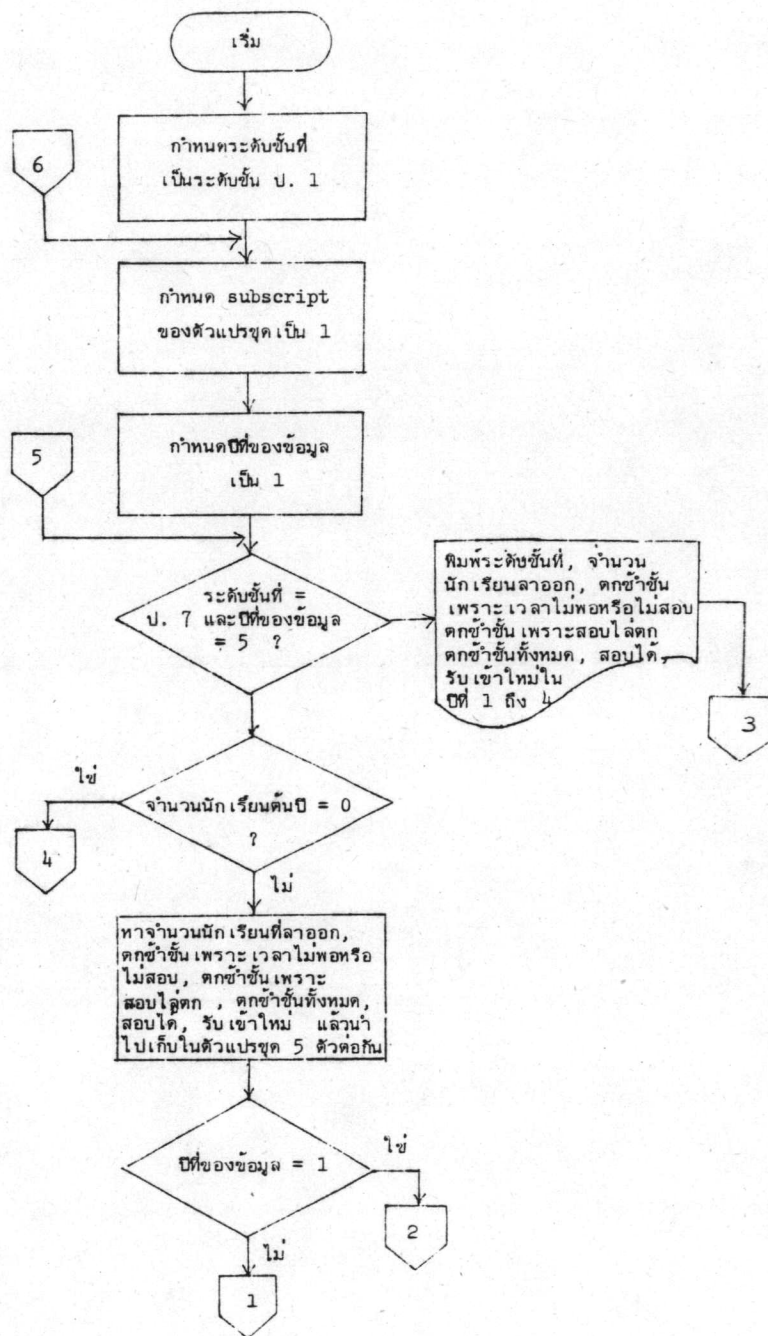 เริ่ม
กำหนดระดับชั้นที่
เป็นระดับชั้น ป. 1
6
กำหนด subscript
ของตัวแปรชุดเป็น 1
5
กำหนดปีที่ของข้อมูล
เป็น 1
ระดับชั้นที่ =
ป. 7 และปีที่ของข้อมูล
= 5 ?
พิมพ์ระดับชั้นที่, จำนวน
นักเรียนลาออก, ตกซ้ำชั้น
เพราะเวลาไม่พอหรือไม่สอบ
ตกซ้ำชั้นเพราะสอบไล่ตก
ตกซ้ำชั้นทั้งหมด, สอบได้,
รับเข้าใหม่ใน
ปีที่ 1 ถึง 4
3
ใช่
จำนวนนักเรียนต้นปี = 0
?
4
ไม่
หาจำนวนนักเรียนที่ลาออก,
ตกซ้ำชั้นเพราะเวลาไม่พอหรือ
ไม่สอบ, ตกซ้ำชั้นเพราะ
สอบไล่ตก , ตกซ้ำชั้นทั้งหมด,
สอบได้, รับเข้าใหม่ แล้วนำ
ไปเก็บในตัวแปรชุด 5 ตัวต่อกัน
ปีที่ของข้อมูล = 1
ใช่
2
ไม่
1